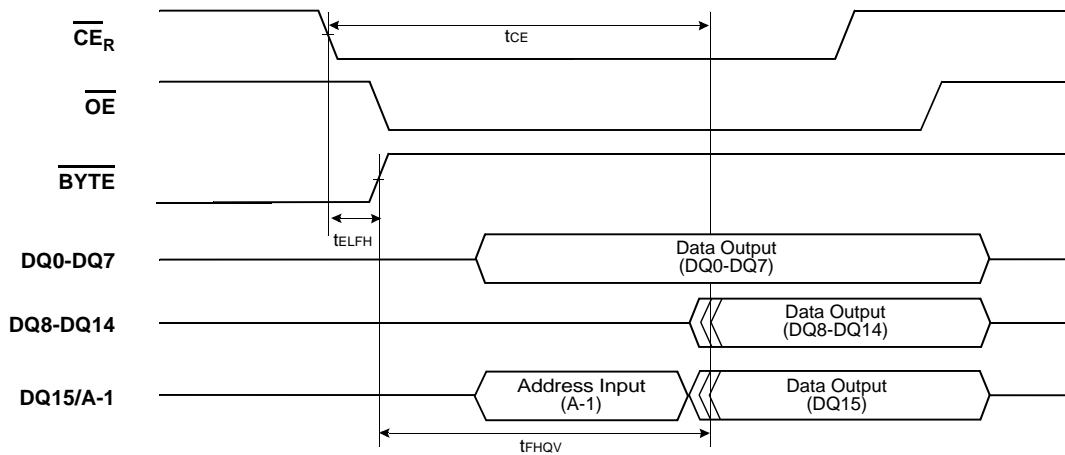 CER
tCE
OE
BYTE
tELFH
DQ0-DQ7
Data Output
(DQ0-DQ7)
DQ8-DQ14
Data Output
(DQ8-DQ14)
DQ15/A-1
Address Input
(A-1)
Data Output
(DQ15)
tFHQV